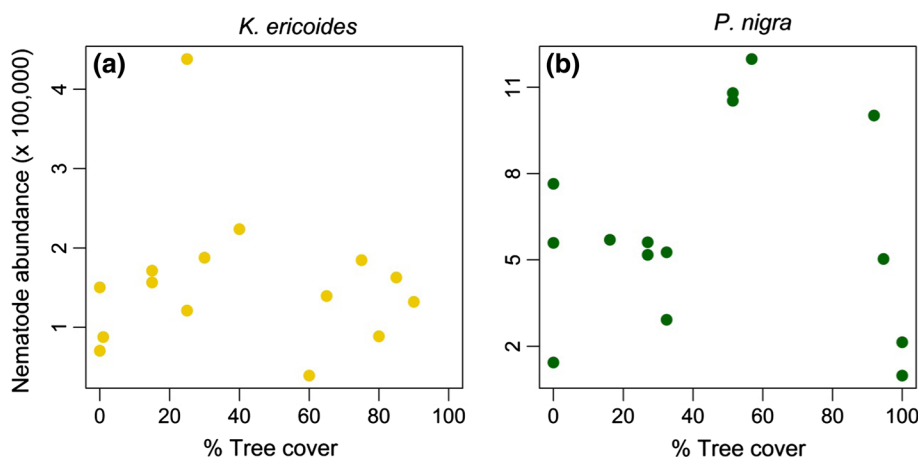 K. ericoides
P. nigra
(a)
(b)
Nematode abundance (x 100,000)
4
3
2
1
11
8
5
2
0 20 40 60 80 100
0 20 40 60 80 100
% Tree cover
% Tree cover